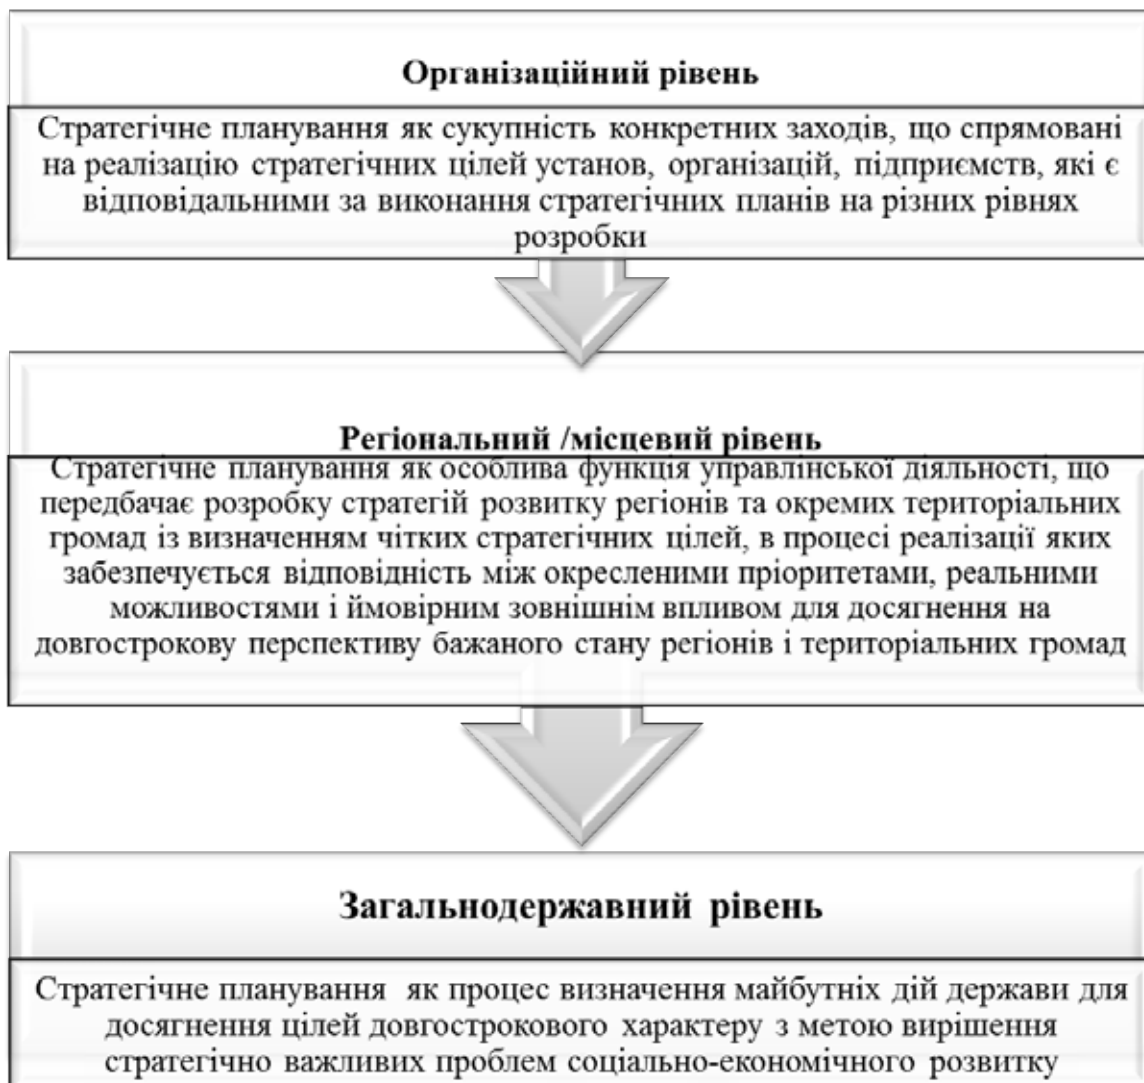 Організаційний рівень
Стратегічне планування як сукупність конкретних заходів, що спрямовані
на реалізацію стратегічних цілей установ, організацій, підприємств, які є
відповідальними за виконання стратегічних планів на різних рівнях
розробки
Регіональний /місцевий рівень
Стратегічне планування як особлива функція управлінської діяльності, що
передбачає розробку стратегій розвитку регіонів та окремих територіальних
громад із визначенням чітких стратегічних цілей, в процесі реалізації яких
забезпечується відповідність між окресленими пріоритетами, реальними
можливостями і ймовірним зовнішнім впливом для досягнення на
довгострокову перспективу бажаного стану регіонів і територіальних громад
Загальнодержавний рівень
Стратегічне планування як процес визначення майбутніх дій держави для
досягнення цілей довгострокового характеру з метою вирішення
стратегічно важливих проблем соціально-економічного розвитку